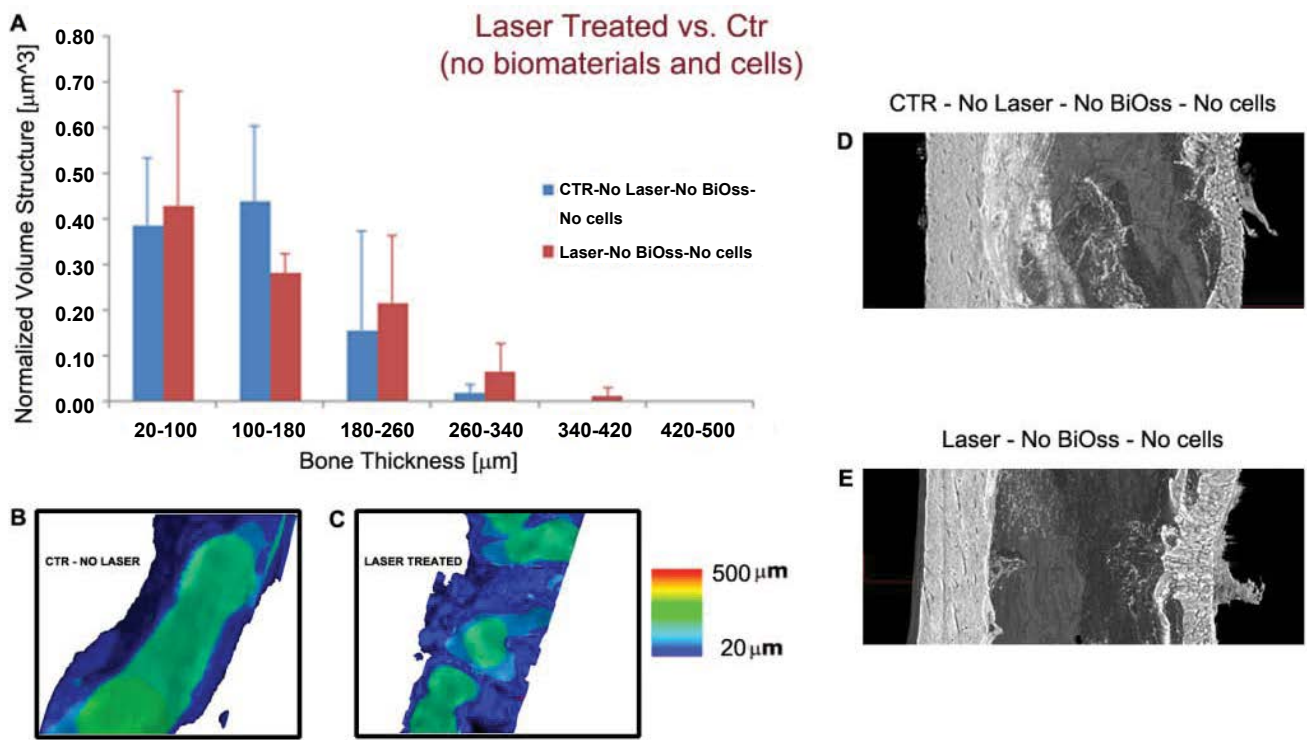 A
Laser Treated vs. Ctr
(no biomaterials and cells)
Normalized Volume Structure [µm^3]
0.80
0.70
0.60
0.50
0.40
0.30
0.20
0.10
0.00
CTR-No Laser-No BiOss-
No cells
Laser-No BiOss-No cells
20-100 100-180 180-260 260-340 340-420 420-500
Bone Thickness [µm]
B
CTR - NO LASER
C
LASER TREATED
500 µm
20 µm
CTR - No Laser - No BiOss - No cells
D
Laser - No BiOss - No cells
E